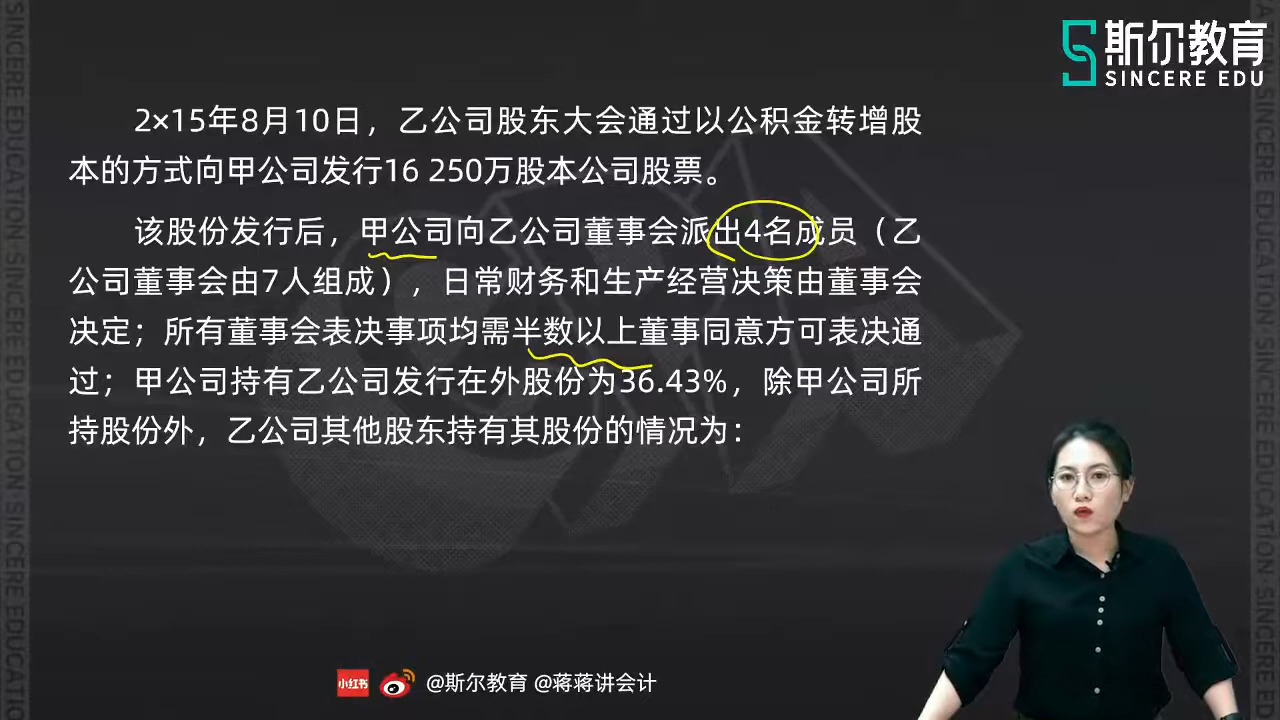 斯尔教育
SINCERE EDU
2×15年8月10日，乙公司股东大会通过以公积金转增股
本的方式向甲公司发行16 250万股本公司股票。
该股份发行后，甲公司向乙公司董事会派出4名成员（乙
公司董事会由7人组成），日常财务和生产经营决策由董事会
决定；所有董事会表决事项均需半数以上董事同意方可表决通
过；甲公司持有乙公司发行在外股份为36.43%，除甲公司所
持股份外，乙公司其他股东持有其股份的情况为：
小红书 @斯尔教育 @蒋蒋讲会计
SINCERE EDUCATION